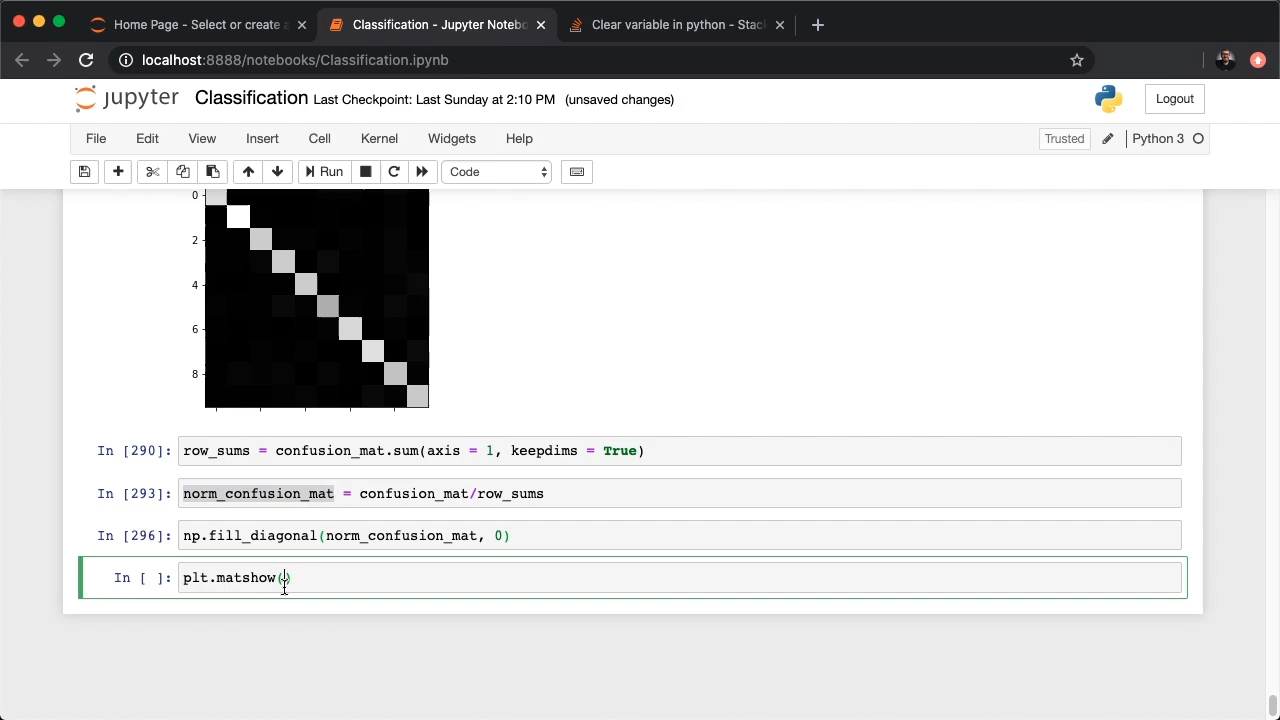 Home Page - Select or create a
Classification - Jupyter Notebo
Clear variable in python - Stac
localhost:8888/notebooks/Classification.ipynb
jupyter Classification Last Checkpoint: Last Sunday at 2:10 PM (unsaved changes)
Logout
File Edit View Insert Cell Kernel Widgets Help
Trusted
Python 3
Run
Code
0
2
4
6
8
In [290]: row_sums = confusion_mat.sum(axis = 1, keepdims = True)
In [293]: norm_confusion_mat = confusion_mat/row_sums
In [296]: np.fill_diagonal(norm_confusion_mat, 0)
In [ ]: plt.matshow()